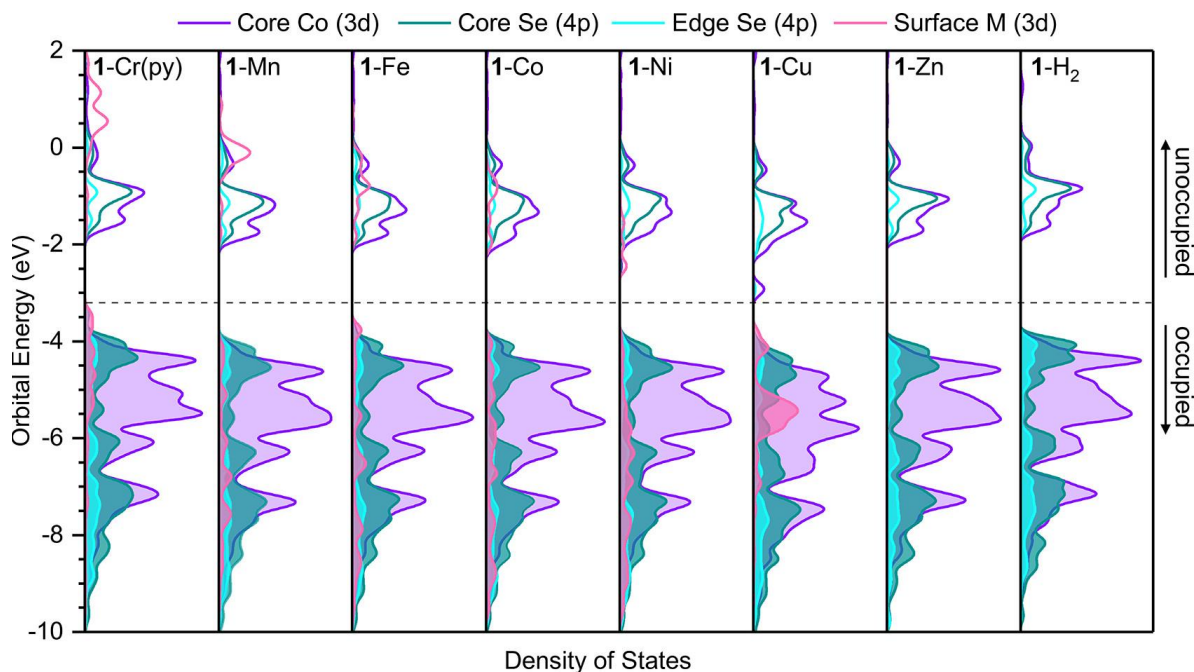 Core Co (3d) Core Se (4p) Edge Se (4p) Surface M (3d)
1-Cr(py) 1-Mn 1-Fe 1-Co 1-Ni 1-Cu 1-Zn 1-H₂
2
0
-2
-4
-6
-8
-10
Orbital Energy (eV)
unoccupied
occupied
Density of States